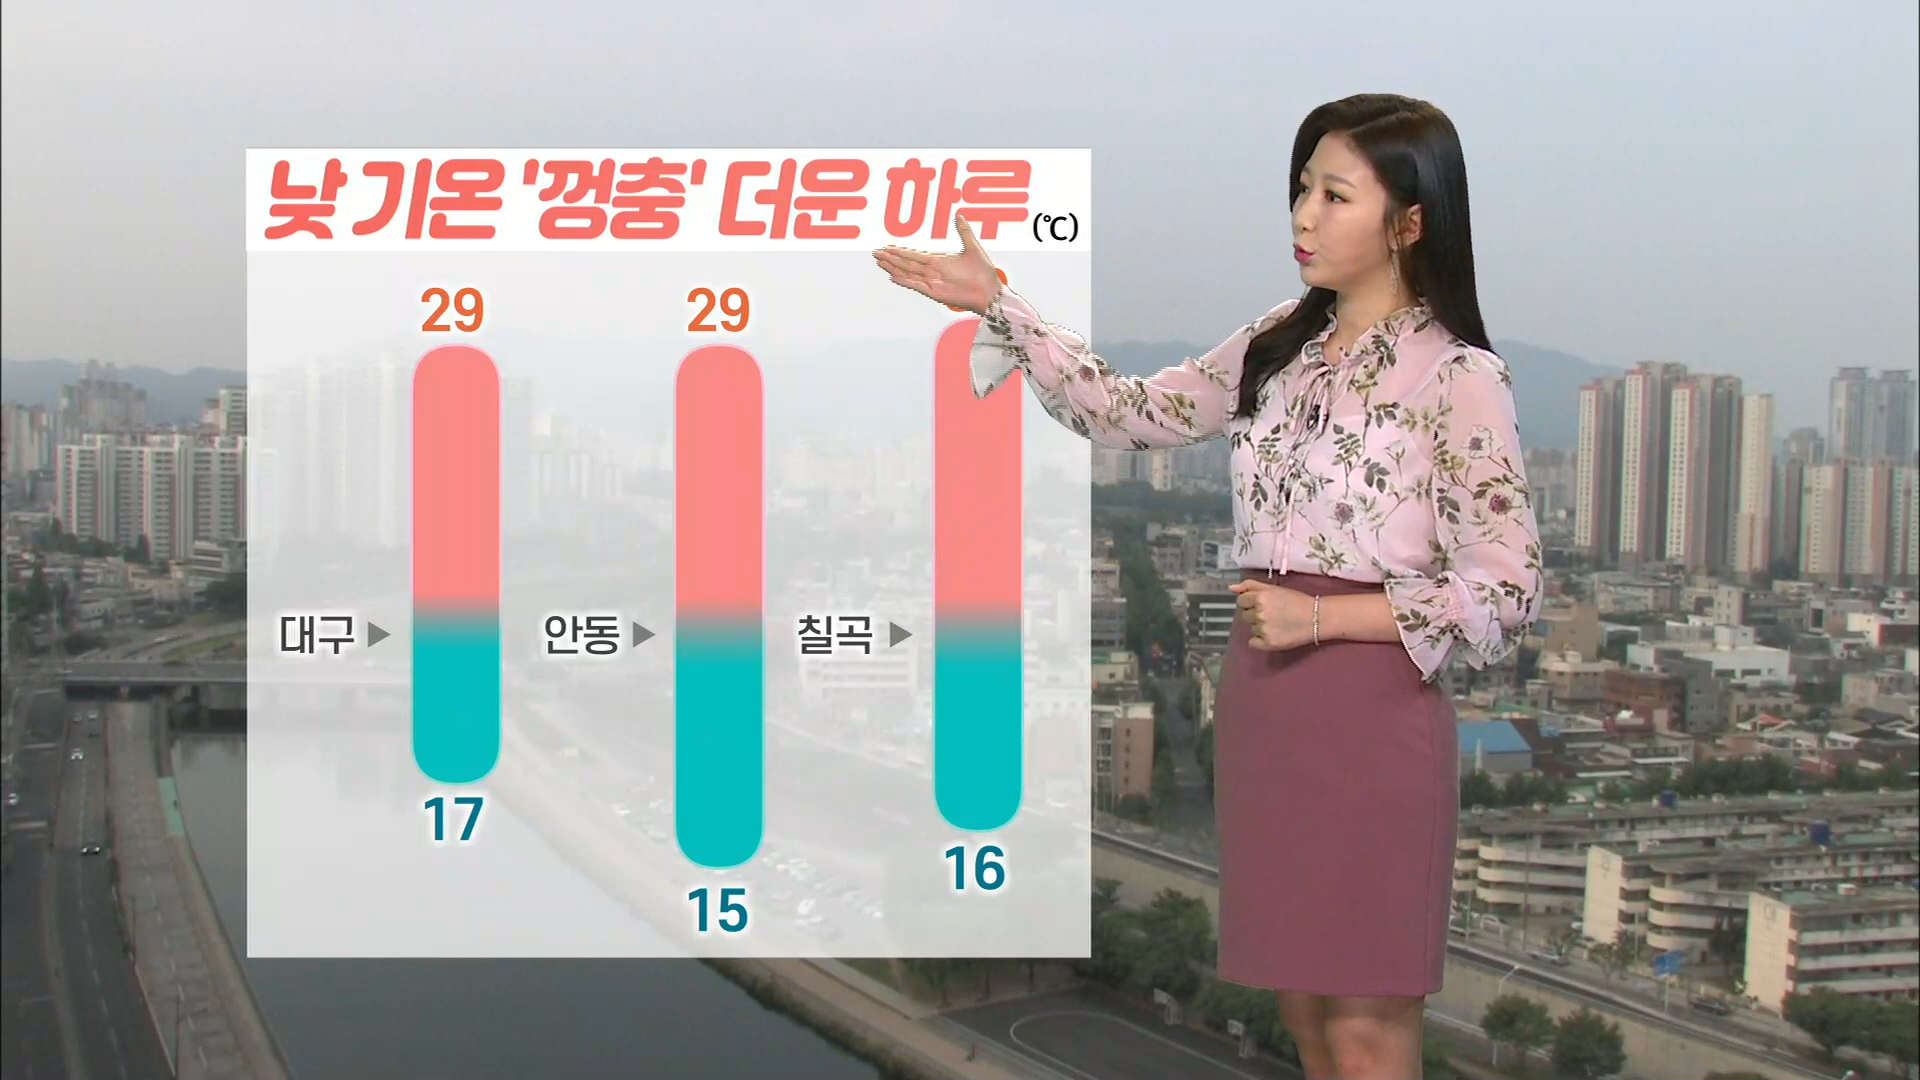 낮 기온 '껑충' 더운 하루 (℃)
29 29
대구 ▶ 안동 ▶ 칠곡 ▶
17
16
15